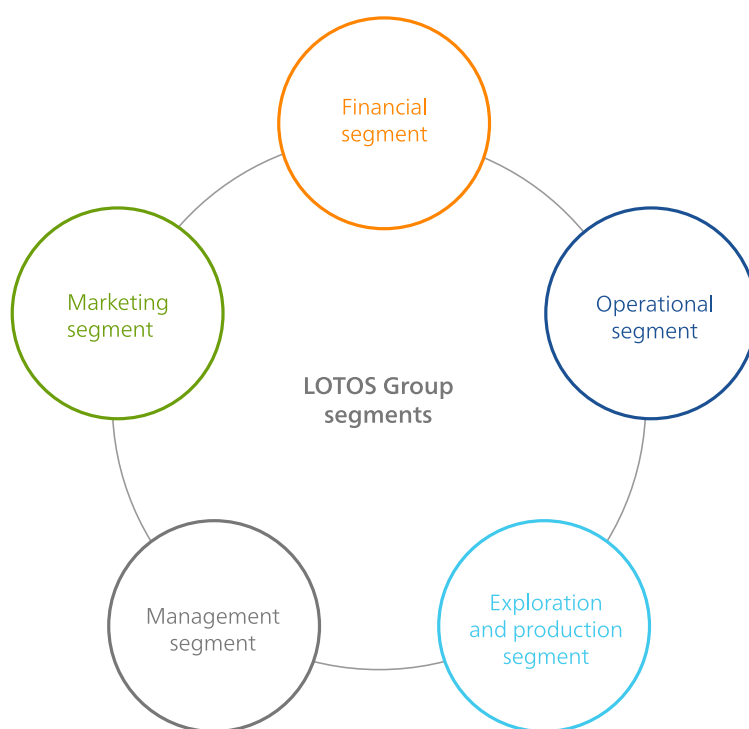 Financial
segment
Marketing
segment
Operational
segment
LOTOS Group
segments
Management
segment
Exploration
and production
segment